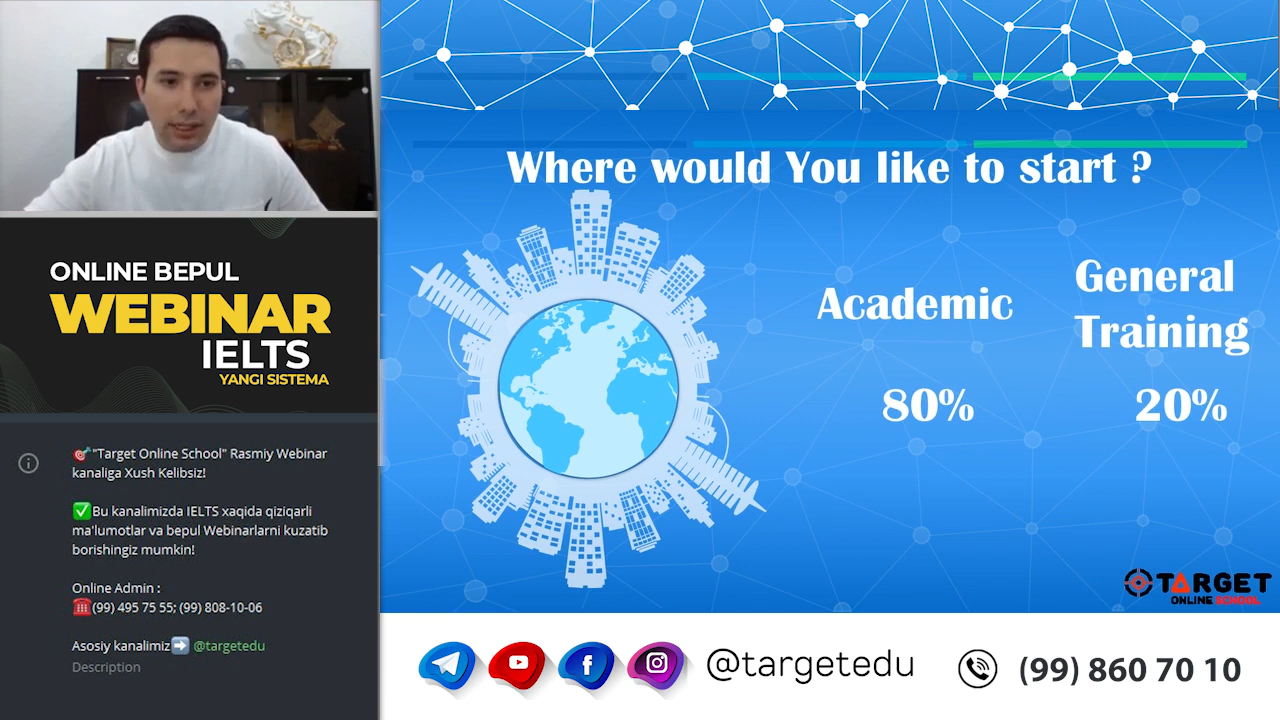 ONLINE BEPUL
WEBINAR
IELTS
YANGI SISTEMA
🎯"Target Online School" Rasmiy Webinar
kanaliga Xush Kelibsiz!
✅Bu kanalimizda IELTS xaqida qiziqarli
ma'lumotlar va bepul Webinarlarni kuzatib
borishingiz mumkin!
Online Admin :
☎️(99) 495 75 55; (99) 808-10-06
Asosiy kanalimiz➡️ @targetedu
Description
Where would You like to start ?
Academic
General
Training
80%
20%
TARGET
ONLINE SCHOOL
@targetedu
(99) 860 70 10